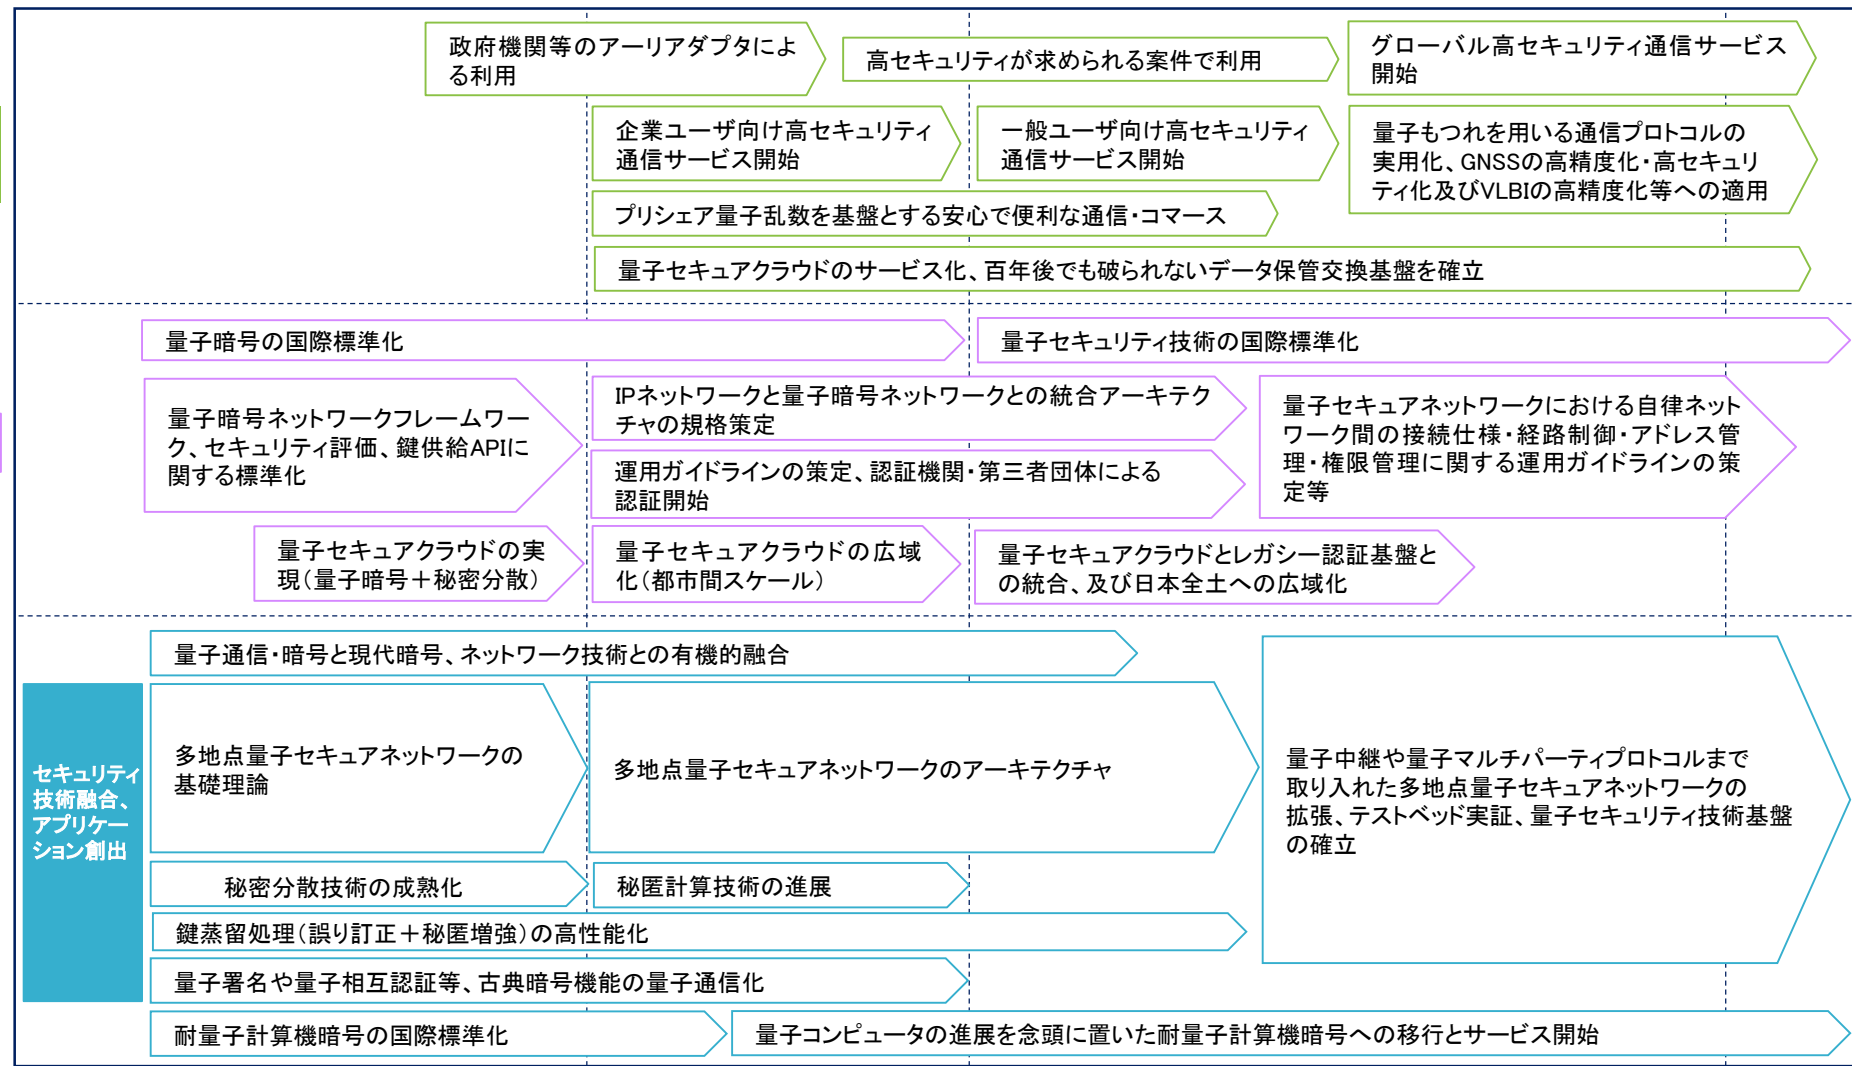 政府機関等のアーリアダプタによ
る利用
高セキュリティが求められる案件で利用
グローバル高セキュリティ通信サービス
開始
企業ユーザ向け高セキュリティ
通信サービス開始
一般ユーザ向け高セキュリティ
通信サービス開始
量子もつれを用いる通信プロトコルの
実用化、GNSSの高精度化・高セキュリ
ティ化及びVLBIの高精度化等への適用
プリシェア量子乱数を基盤とする安心で便利な通信・コマース
量子セキュアクラウドのサービス化、百年後でも破られないデータ保管交換基盤を確立
量子暗号の国際標準化
量子セキュリティ技術の国際標準化
量子暗号ネットワークフレームワー
ク、セキュリティ評価、鍵供給APIに
関する標準化
IPネットワークと量子暗号ネットワークとの統合アーキテク
チャの規格策定
運用ガイドラインの策定、認証機関・第三者団体による
認証開始
量子セキュアネットワークにおける自律ネット
ワーク間の接続仕様・経路制御・アドレス管
理・権限管理に関する運用ガイドラインの策
定等
量子セキュアクラウドの実
現（量子暗号＋秘密分散）
量子セキュアクラウドの広域
化（都市間スケール）
量子セキュアクラウドとレガシー認証基盤と
の統合、及び日本全土への広域化
量子通信・暗号と現代暗号、ネットワーク技術との有機的融合
セキュリティ
技術融合、
アプリケー
ション創出
多地点量子セキュアネットワークの
基礎理論
多地点量子セキュアネットワークのアーキテクチャ
量子中継や量子マルチパーティプロトコルまで
取り入れた多地点量子セキュアネットワークの
拡張、テストベッド実証、量子セキュリティ技術基盤
の確立
秘密分散技術の成熟化
秘匿計算技術の進展
鍵蒸留処理（誤り訂正＋秘匿増強）の高性能化
量子署名や量子相互認証等、古典暗号機能の量子通信化
耐量子計算機暗号の国際標準化
量子コンピュータの進展を念頭に置いた耐量子計算機暗号への移行とサービス開始